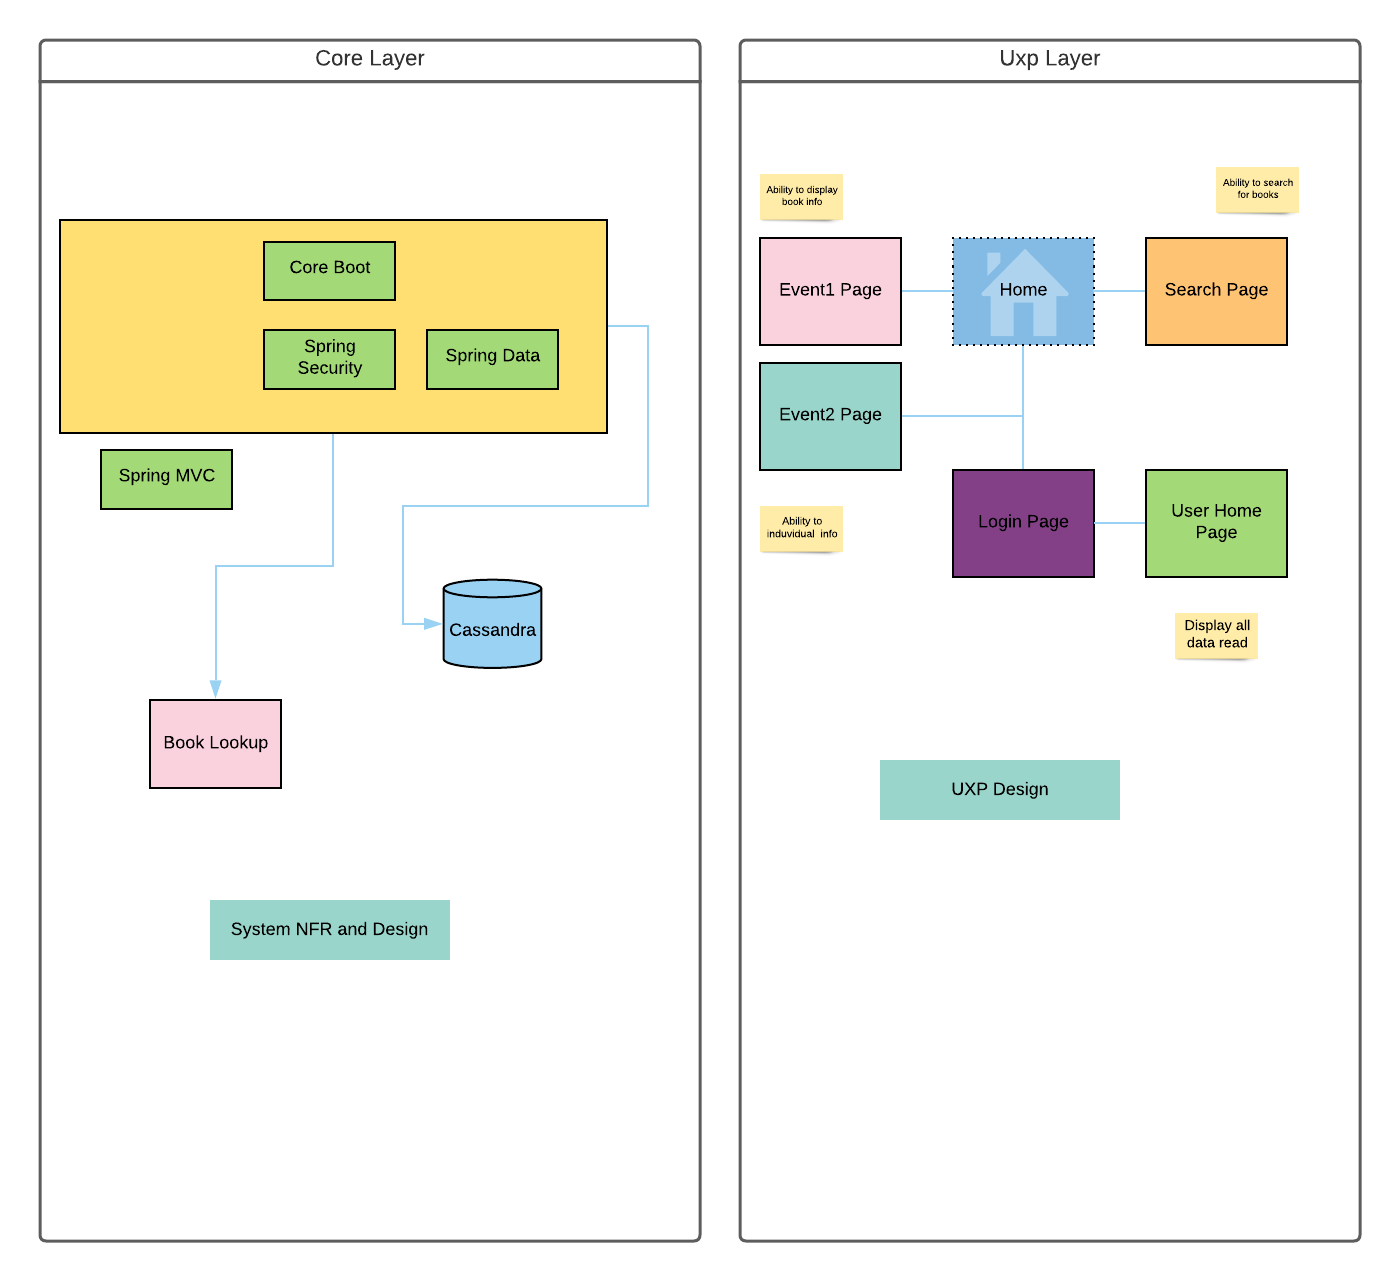 Core Layer
Core Boot
Spring
Security
Spring Data
Spring MVC
Cassandra
Book Lookup
System NFR and Design
Uxp Layer
Ability to display
book info
Ability to search
for books
Event1 Page
Home
Search Page
Event2 Page
Ability to
induvidual info
Login Page
User Home
Page
Display all
data read
UXP Design